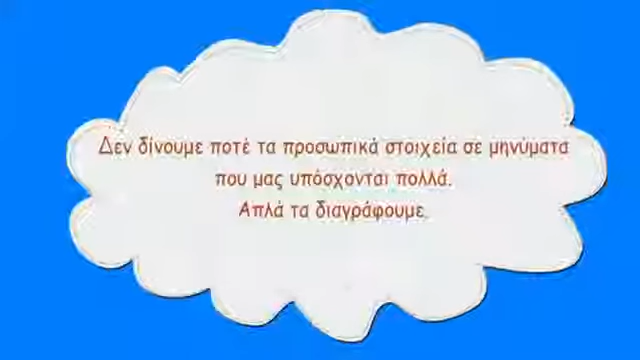 Δεν δίνουμε ποτέ τα προσωπικά στοιχεία σε μηνύματα
που μας υπόσχονται πολλά.
Απλά τα διαγράφουμε.